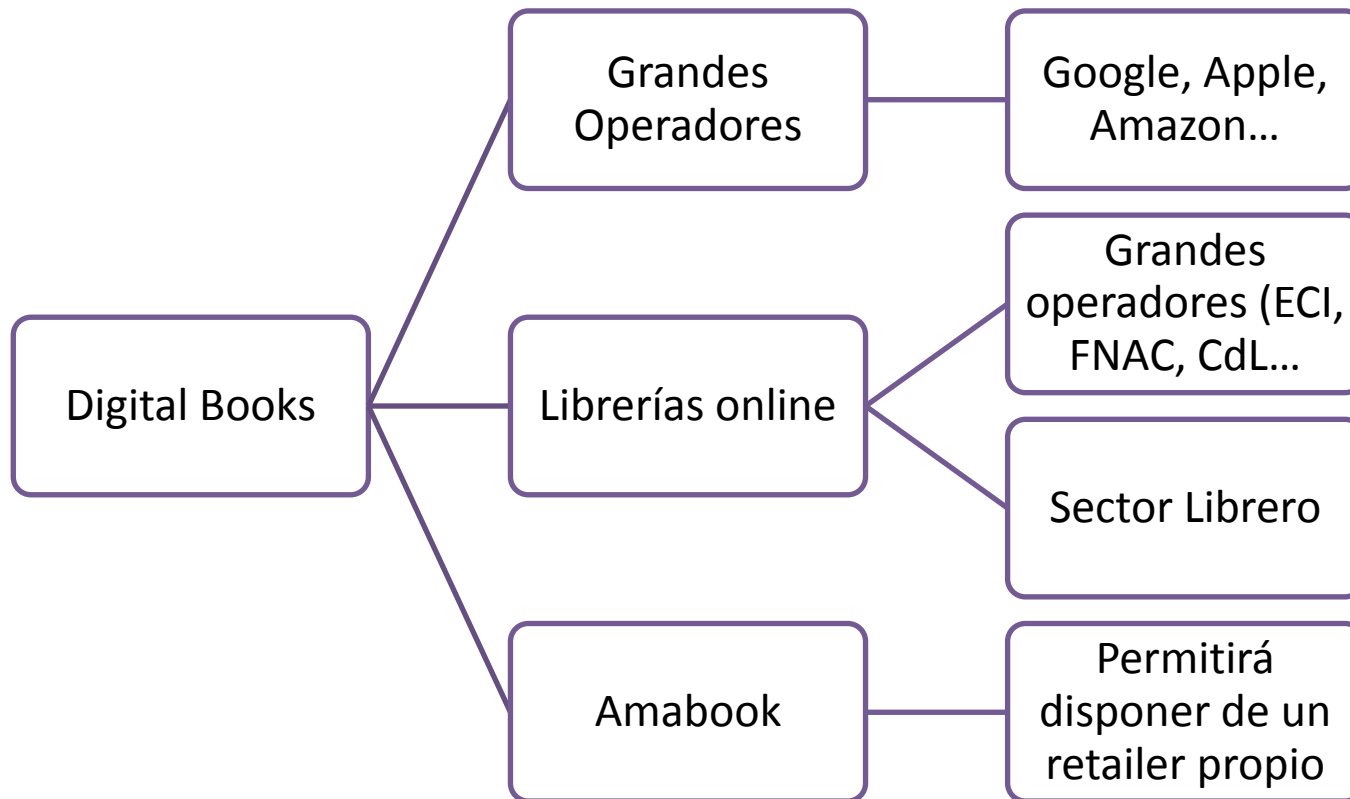 Digital Books
Grandes
Operadores
Google, Apple,
Amazon...
Librerías online
Grandes
operadores (ECI,
FNAC, CdL...
Sector Librero
Amabook
Permitirá
disponer de un
retailer propio